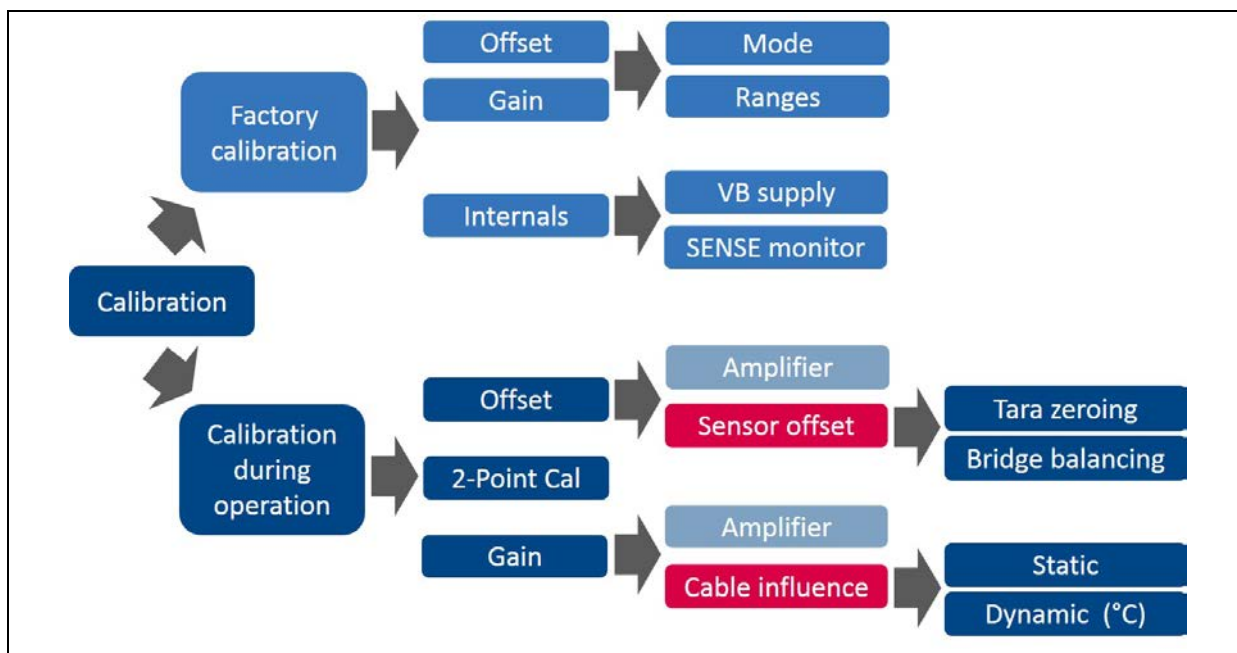 Offset
Mode
Gain
Ranges
Factory
calibration
Internals
VB supply
SENSE monitor
Calibration
Calibration
during
operation
Offset
Amplifier
Sensor offset
Tara zeroing
Bridge balancing
2-Point Cal
Gain
Amplifier
Cable influence
Static
Dynamic (°C)